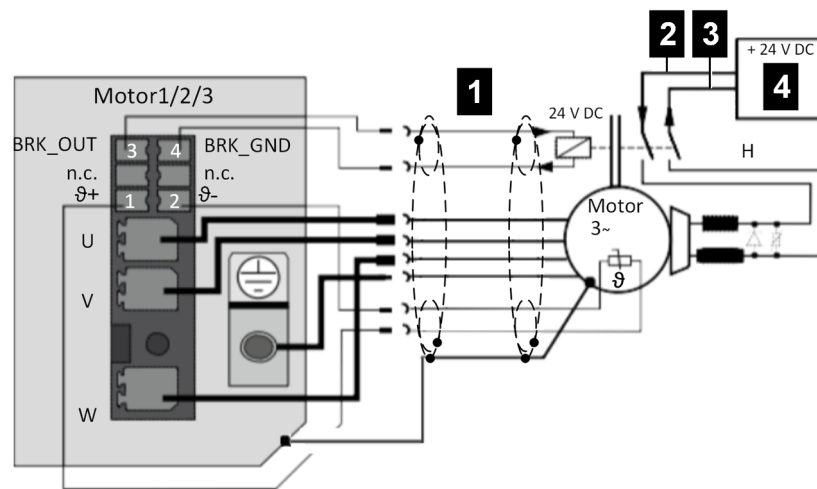 2 3 + 24 V DC
1 4
Motor1/2/3 24 V DC
BRK_OUT 3 4 BRK_GND H
n.c. n.c.
ϑ+ 1 2 ϑ-
Motor
3~
U
ϑ
V
W